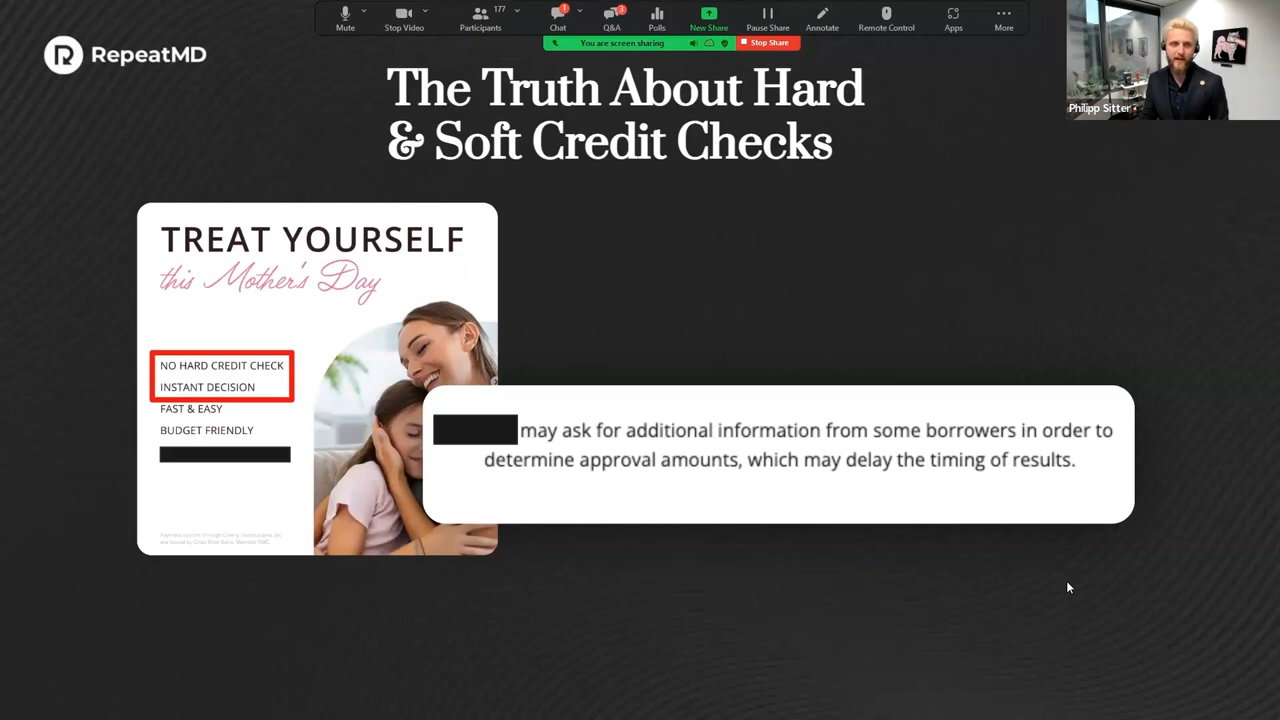 Mute
Stop Video
Participants
177
Chat
1
Q&A
3
Polls
New Share
Pause Share
Annotate
Remote Control
Apps
More
You are screen sharing
Stop Share
RepeatMD
Philipp Sitter
The Truth About Hard
& Soft Credit Checks
TREAT YOURSELF
this Mother's Day
NO HARD CREDIT CHECK
INSTANT DECISION
FAST & EASY
BUDGET FRIENDLY
may ask for additional information from some borrowers in order to
determine approval amounts, which may delay the timing of results.